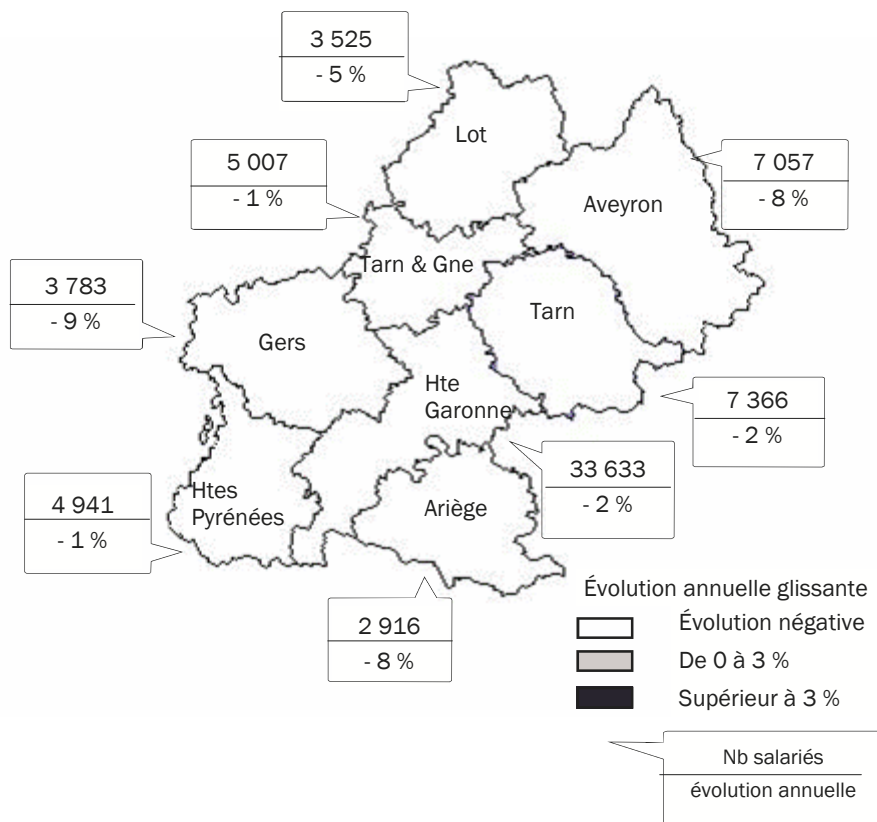 3 525
- 5 %
Lot
5 007
- 1 %
7 057
- 8 %
Aveyron
Tarn & Gne
3 783
- 9 %
Tarn
Gers
Hte
Garonne
7 366
- 2 %
33 633
- 2 %
Htes
Pyrénées
4 941
- 1 %
Ariège
2 916
- 8 %
Évolution annuelle glissante
Évolution négative
De 0 à 3 %
Supérieur à 3 %
Nb salariés
évolution annuelle